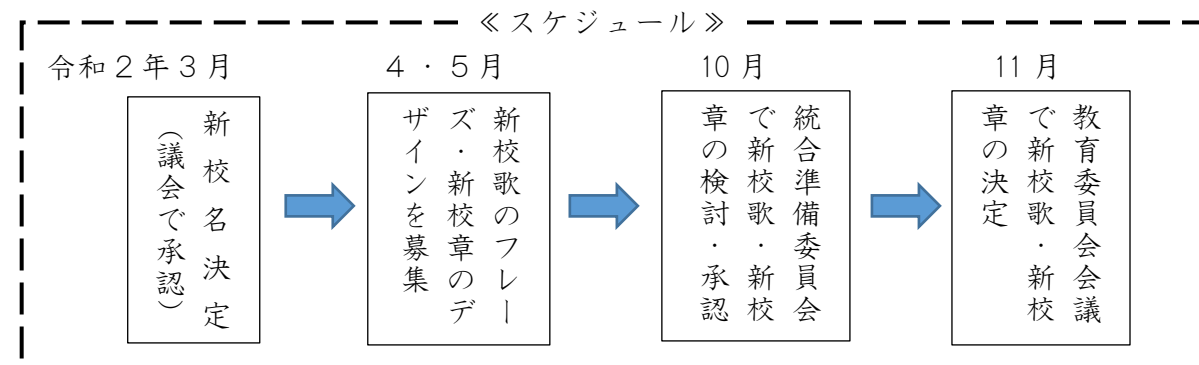 ≪スケジュール≫
令和2年3月
4・5月
10月
11月
新校名決定
(議会で承認)
新校歌のフレー
ズ・新校章のデ
ザインを募集
統合準備委員会
で新校歌・新校
章の検討・承認
教育委員会会議
で新校歌・新校
章の決定